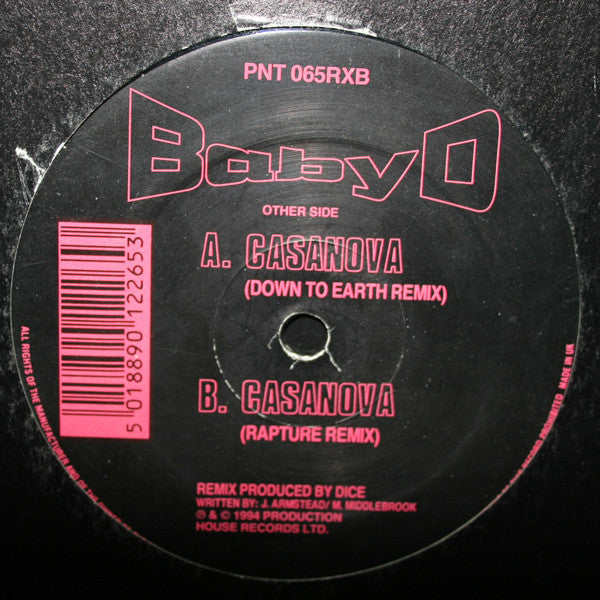 PNT 065RXB
Baby D
OTHER SIDE
A. CASANOVA
(DOWN TO EARTH REMIX)
5 018890 122653
B. CASANOVA
(RAPTURE REMIX)
REMIX PRODUCED BY DICE
WRITTEN BY: J. ARMSTEAD/ M. MIDDLEBROOK
℗ & © 1994 PRODUCTION
HOUSE RECORDS LTD.
ALL RIGHTS OF THE MANUFACTURER AND OF THE
RECORD PROHIBITED MADE IN UK